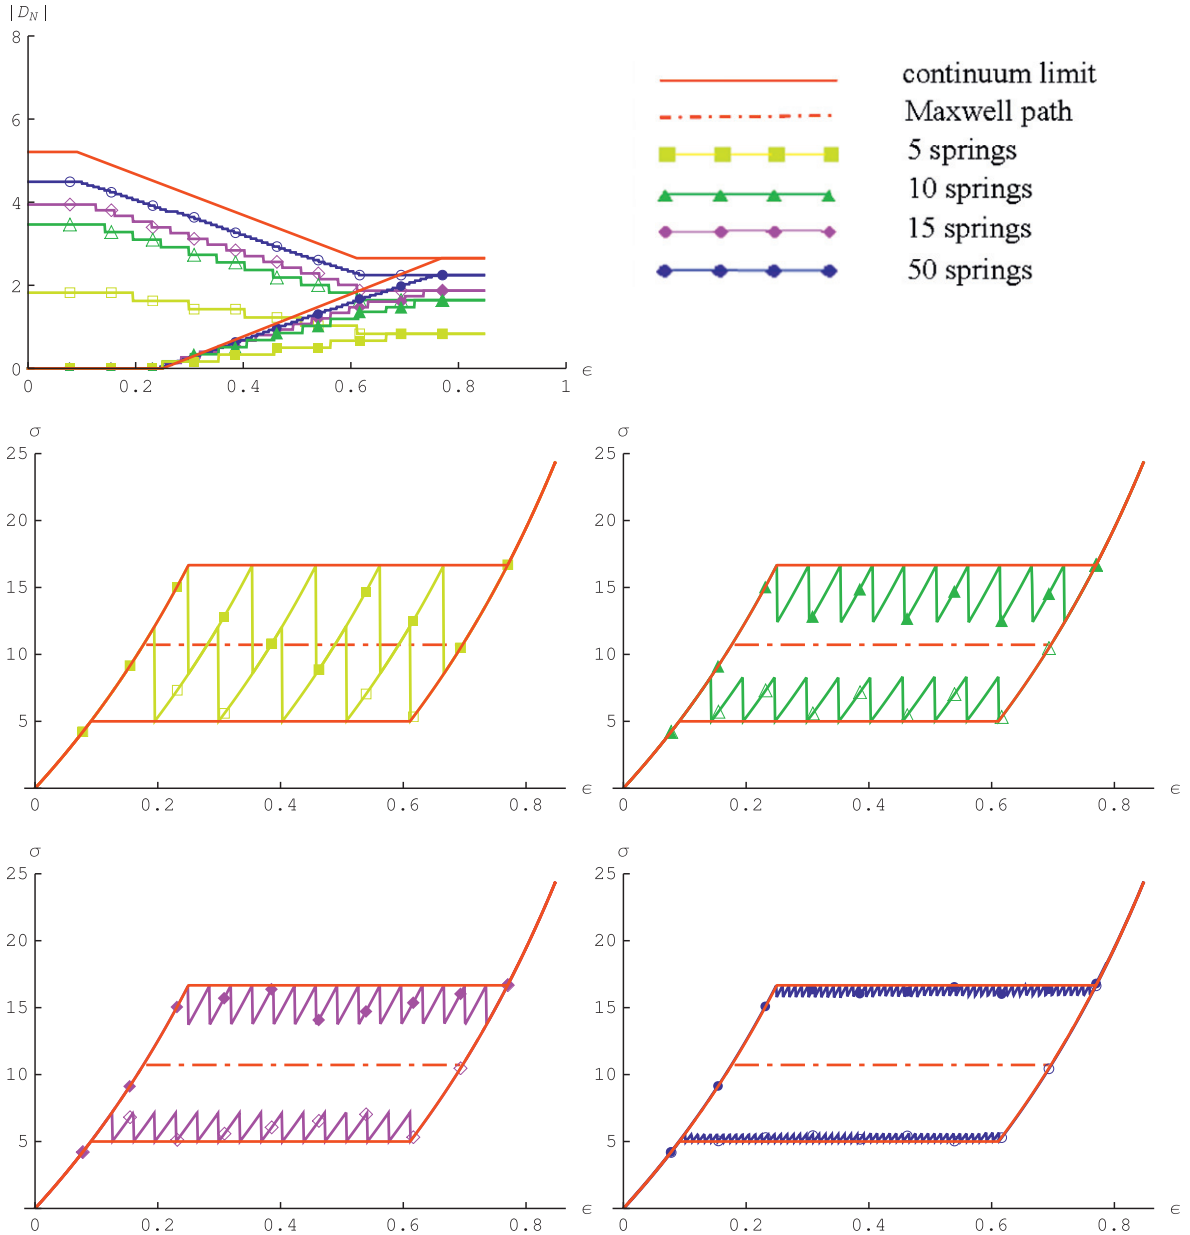 |D_N|
8
6
4
2
0
0 0.2 0.4 0.6 0.8 1 ϵ
continuum limit
Maxwell path
5 springs
10 springs
15 springs
50 springs
σ
25
20
15
10
5
0 0.2 0.4 0.6 0.8 ϵ
σ
25
20
15
10
5
0 0.2 0.4 0.6 0.8 ϵ
σ
25
20
15
10
5
0 0.2 0.4 0.6 0.8 ϵ
σ
25
20
15
10
5
0 0.2 0.4 0.6 0.8 ϵ